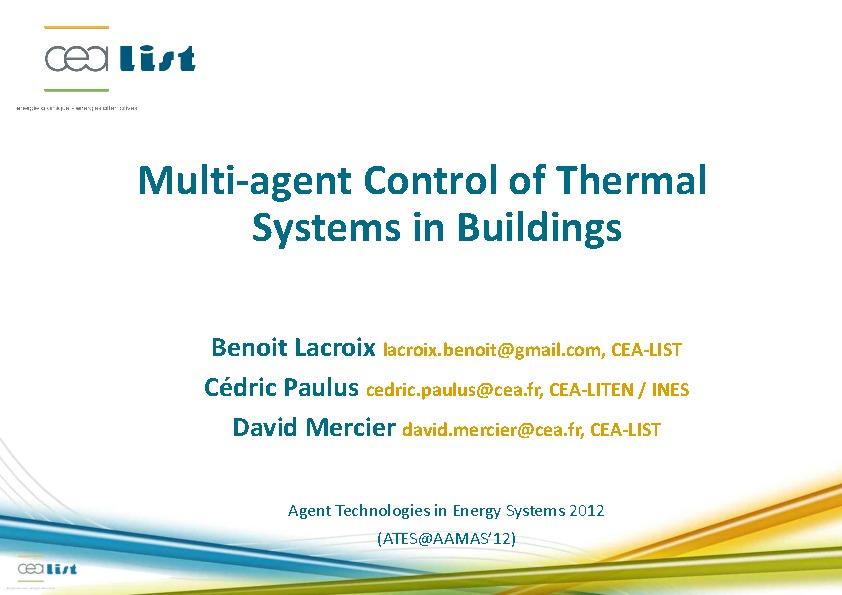 cea list
Multi-agent Control of Thermal
Systems in Buildings
Benoit Lacroix lacroix.benoit@gmail.com, CEA-LIST
Cédric Paulus cedric.paulus@cea.fr, CEA-LITEN / INES
David Mercier david.mercier@cea.fr, CEA-LIST
Agent Technologies in Energy Systems 2012
(ATES@AAMAS’12)
cea list